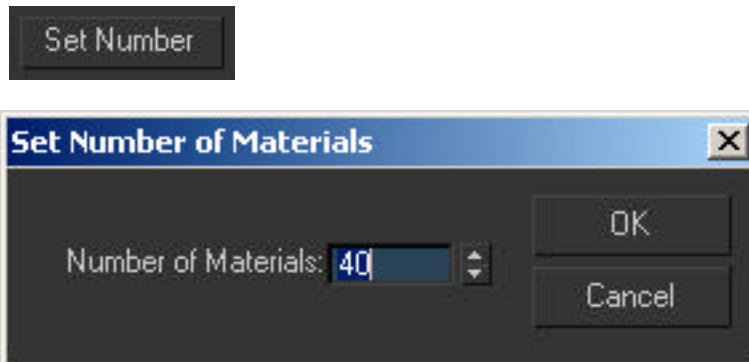 Set Number
Set Number of Materials
OK
Number of Materials: 40
Cancel